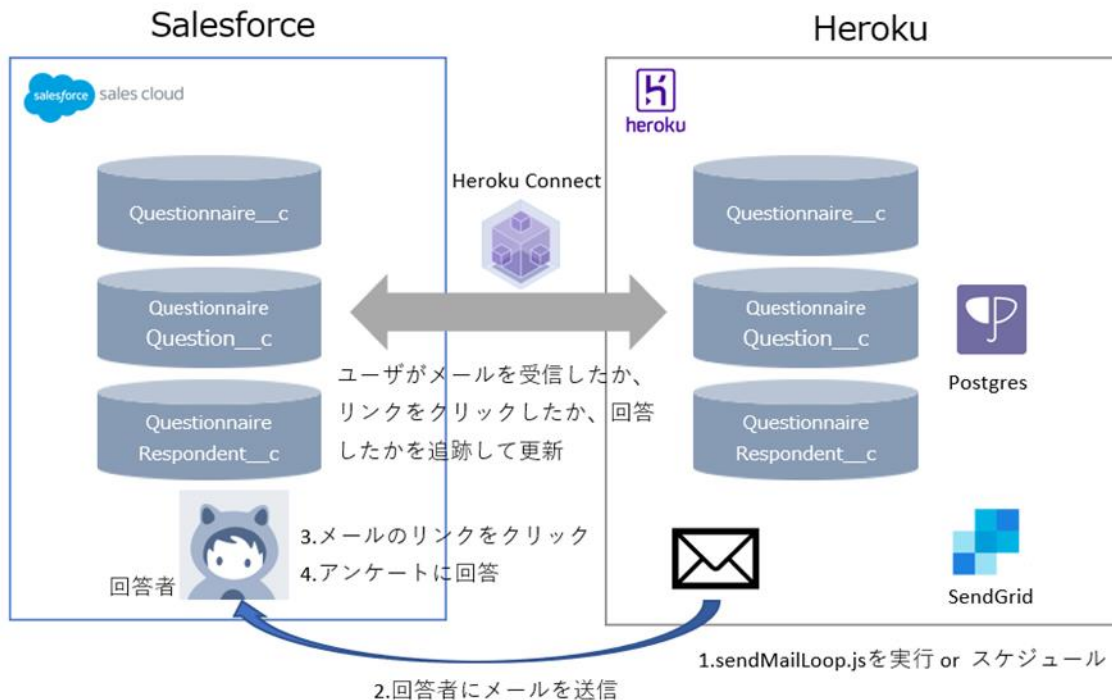 Salesforce
Heroku
salesforce sales cloud
heroku
Questionnaire__c
Heroku Connect
Questionnaire__c
Questionnaire
Question__c
Questionnaire
Question__c
Postgres
ユーザがメールを受信したか、
リンクをクリックしたか、回答
したかを追跡して更新
Questionnaire
Respondent__c
Questionnaire
Respondent__c
3.メールのリンクをクリック
4.アンケートに回答
回答者
SendGrid
1.sendMailLoop.jsを実行 or スケジュール
2.回答者にメールを送信